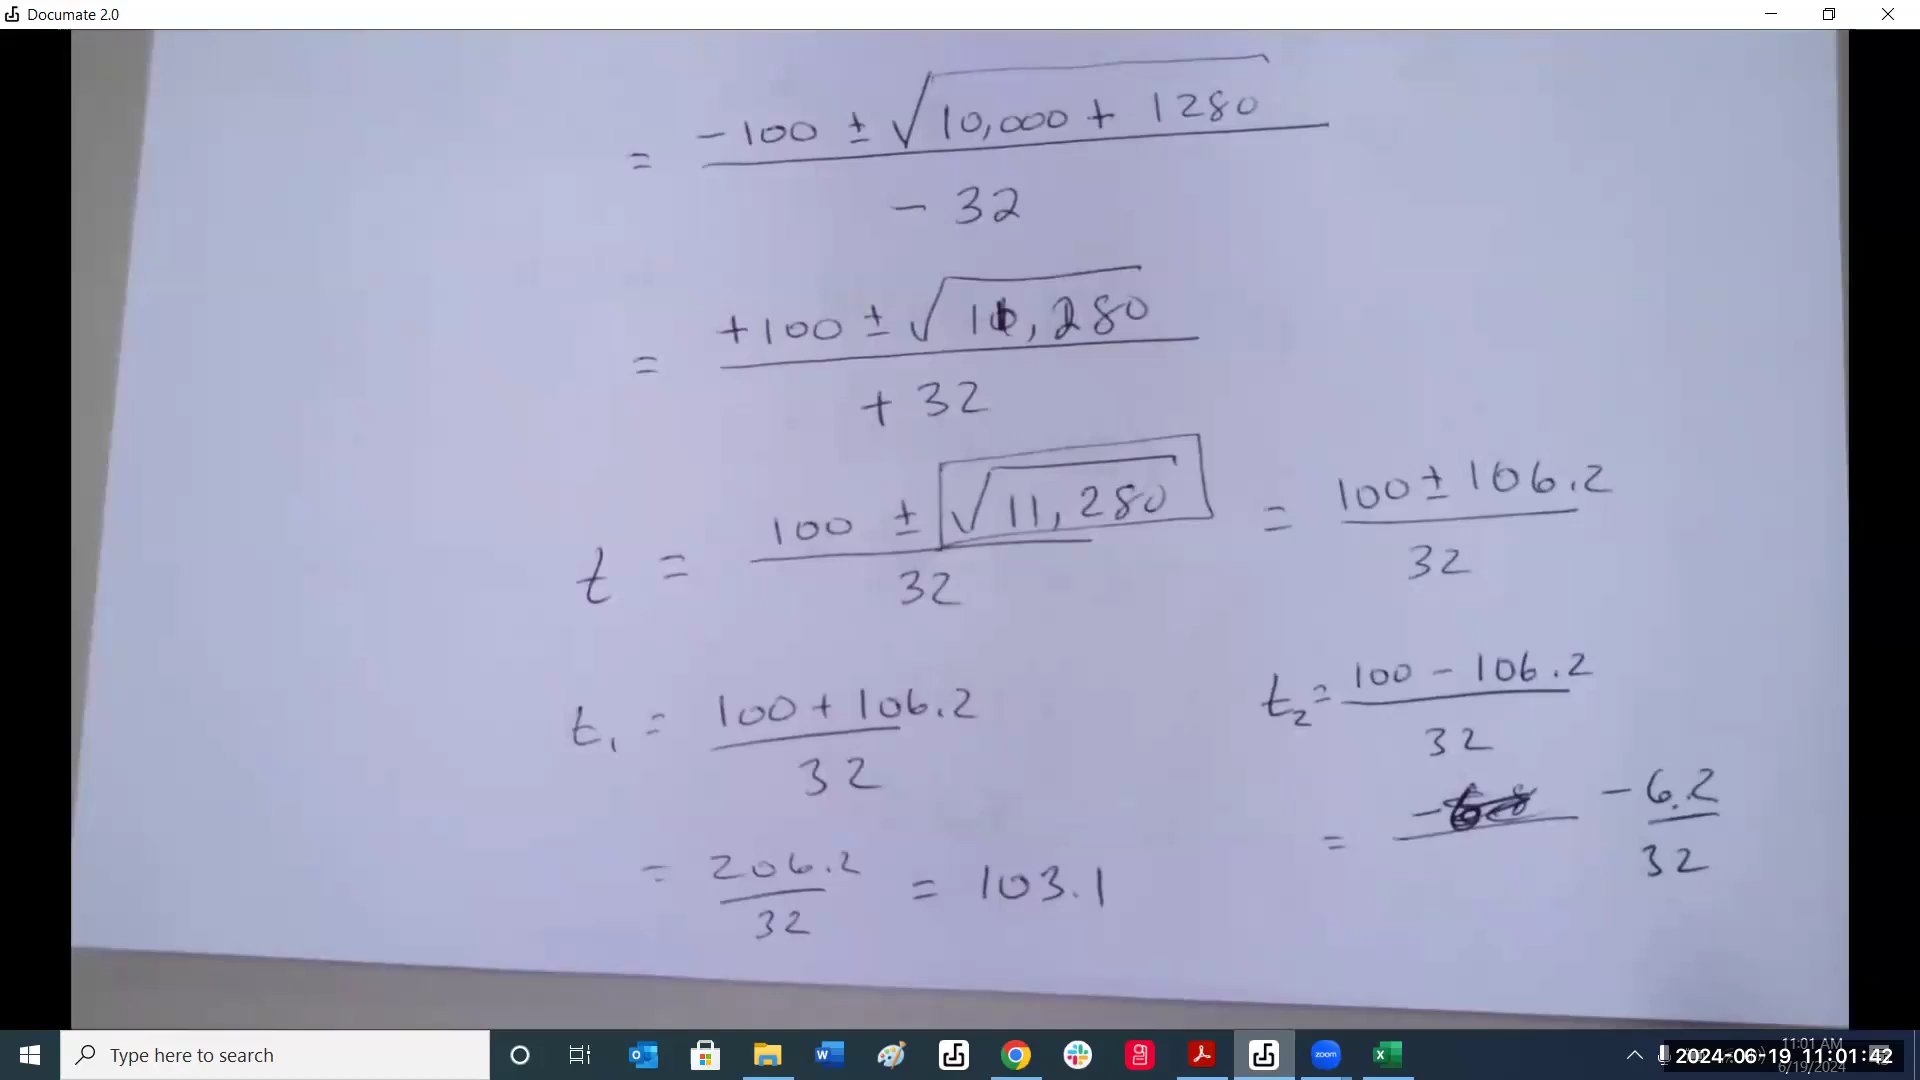 Documate 2.0
= -100 ± √10,000 + 1280
- 32
= +100 ± √11,280
+ 32
t = 100 ± √11,280 = 100 ± 106.2
32 32
t₁ = 100 + 106.2
32
t₂ = 100 - 106.2
32
= 206.2 = 103.1
32
= - - 6.2
32
Type here to search
11:01 AM
6/19/2024
2024-06-19 11:01:42
zoom